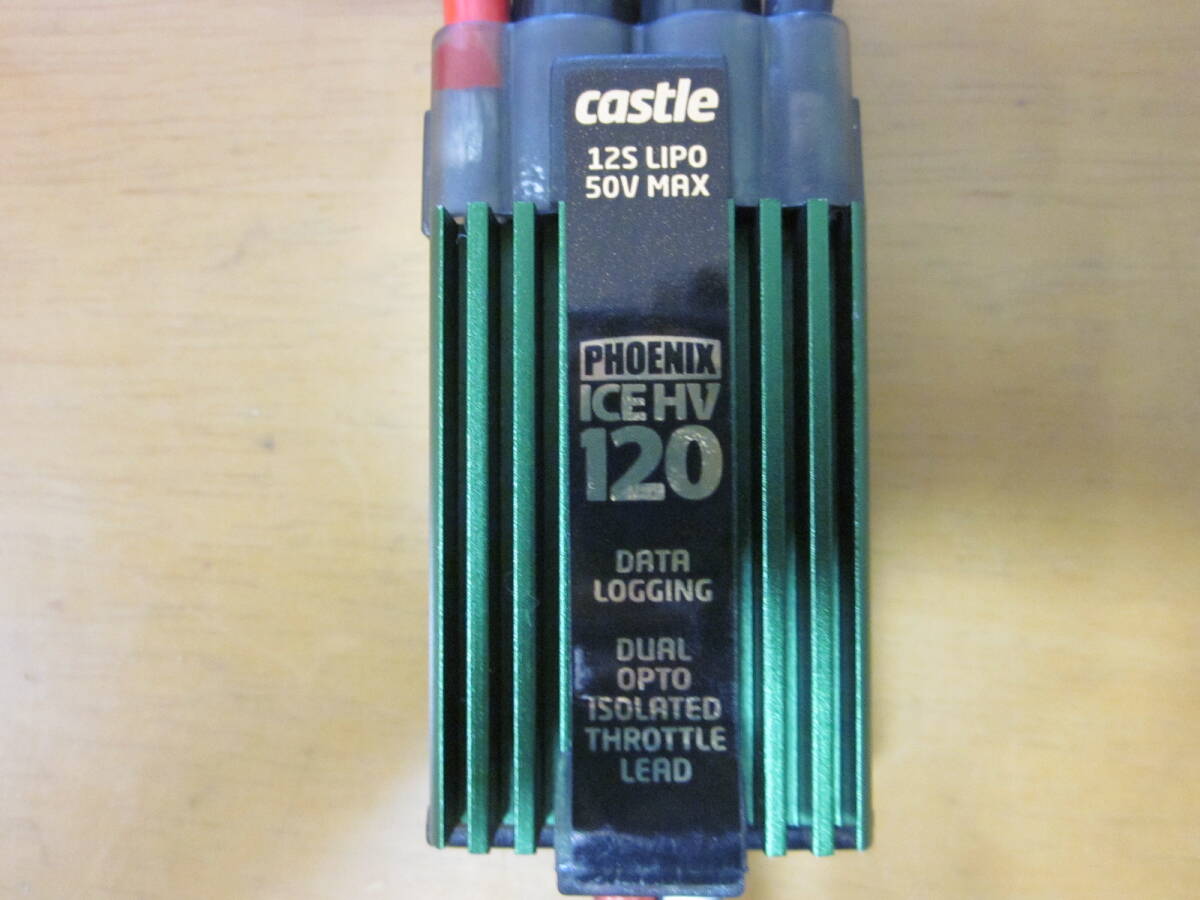 castle
12S LIPO
50V MAX
PHOENIX
ICE HV
120
DATA
LOGGING
DUAL
OPTO
ISOLATED
THROTTLE
LEAD